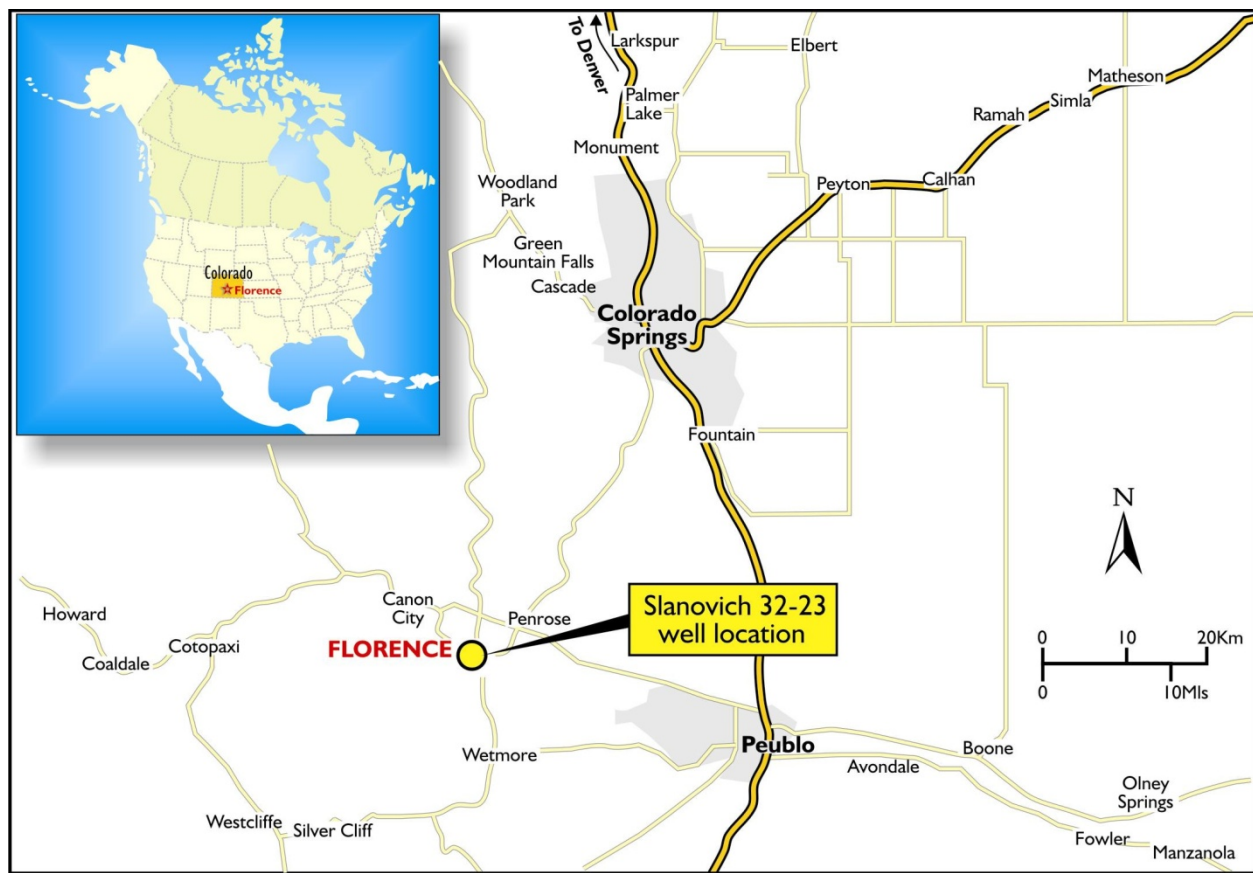 Colorado
Florence
To Denver
Larkspur
Elbert
Matheson
Simla
Ramah
Palmer
Lake
Monument
Calhan
Peyton
Woodland
Park
Green
Mountain Falls
Cascade
Colorado
Springs
Fountain
N
Slanovich 32-23
well location
Canon
City
Penrose
Howard
Cotopaxi
FLORENCE
Coaldale
0 10 20Km
0 10Mls
Wetmore
Peublo
Boone
Avondale
Olney
Springs
Westcliffe
Silver Cliff
Fowler
Manzanola